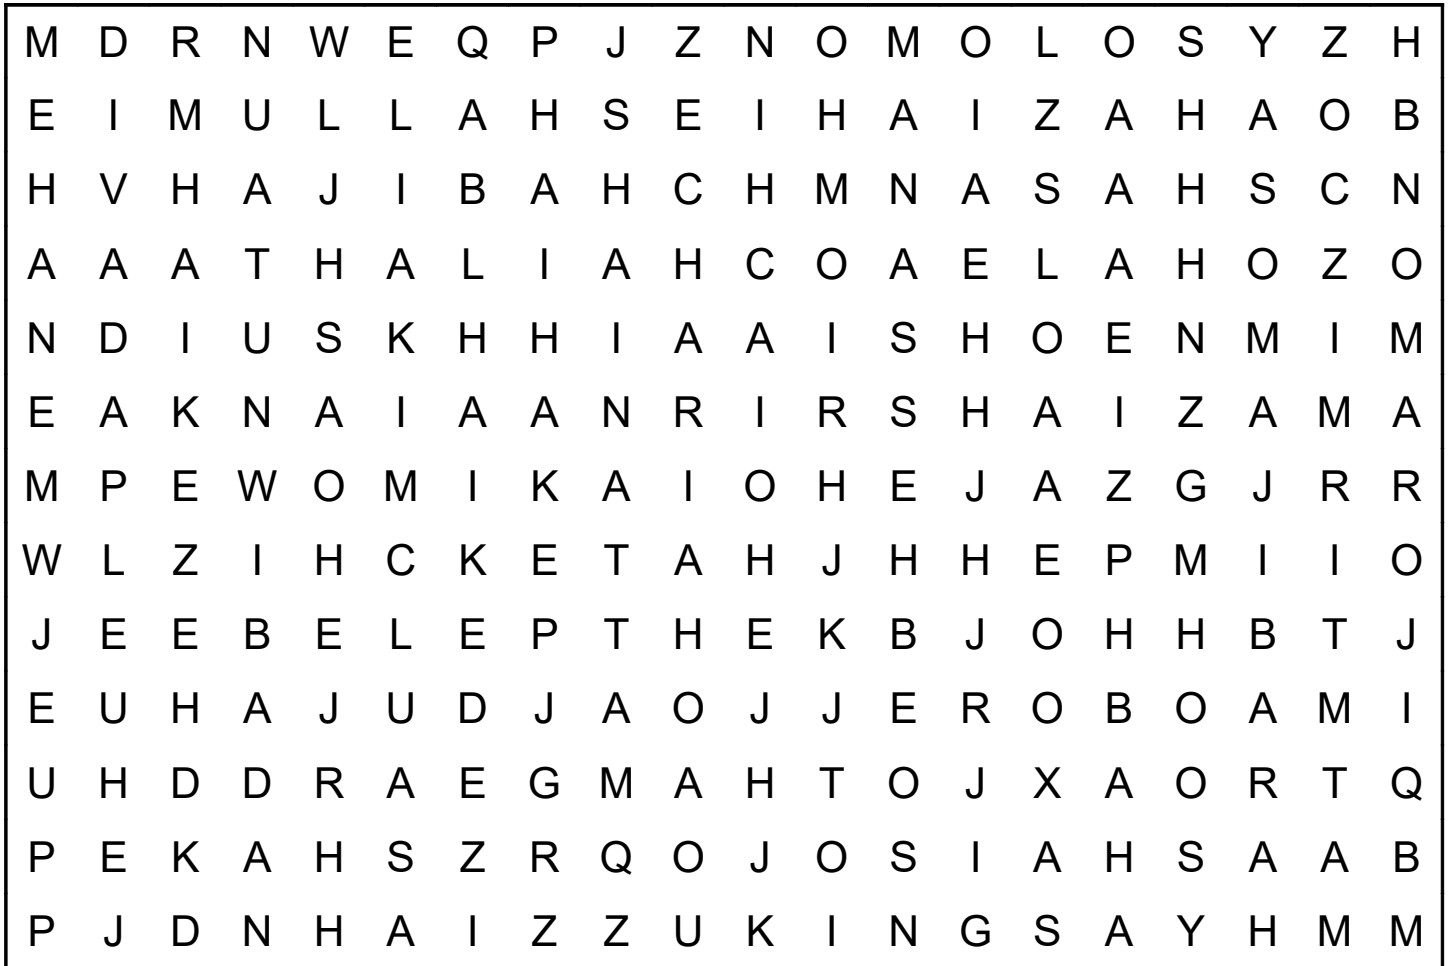 M D R N W E Q P J Z N O M O L O S Y Z H
E I M U L L A H S E I H A I Z A H A O B
H V H A J I B A H C H M N A S A H S C N
A A A T H A L I A H C O A E L A H O Z O
N D I U S K H H I A A I S H O E N M I M
E A K N A I A A N R I R S H A I Z A M A
M P E W O M I K A I O H E J A Z G J R R
W L Z I H C K E T A H J H H E P M I I O
J E E B E L E P T H E K B J O H H B T J
E U H A J U D J A O J J E R O B O A M I
U H D D R A E G M A H T O J X A O R T Q
P E K A H S Z R Q O J O S I A H S A A B
P J D N H A I Z Z U K I N G S A Y H M M